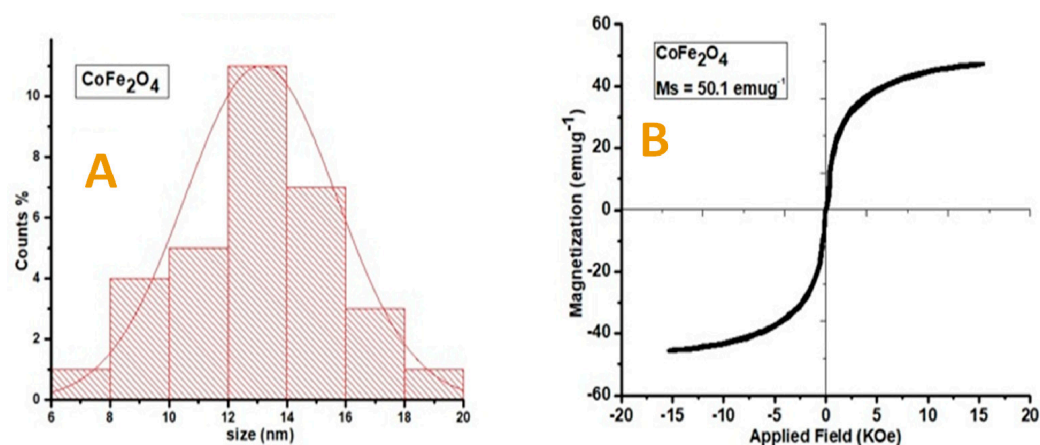 CoFe2O4
A
Counts %
10
8
6
4
2
0
6 8 10 12 14 16 18 20
size (nm)
B
CoFe2O4
Ms = 50.1 emug-1
Magnetization (emug-1)
60
40
20
0
-20
-40
-60
-20 -15 -10 -5 0 5 10 15 20
Applied Field (KOe)